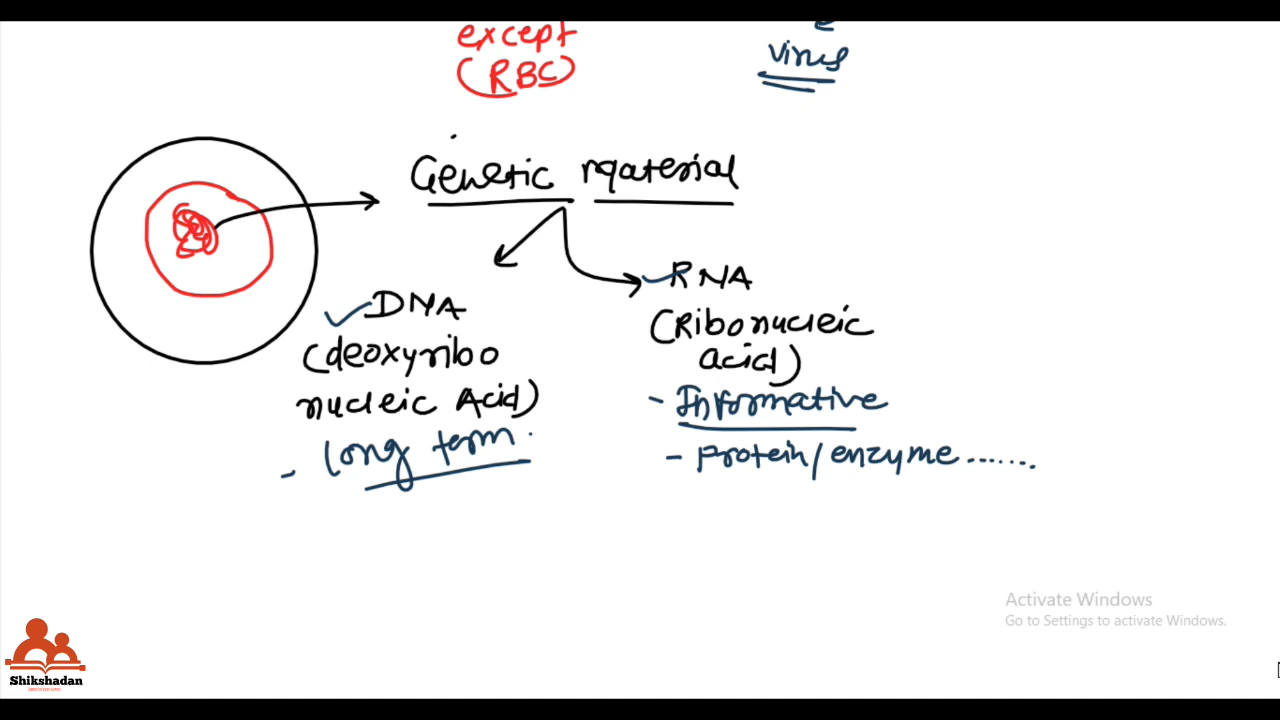 except
(RBC)
virus
Genetic material
DNA
(deoxyribo
nucleic Acid)
- long term.
RNA
(Ribonucleic
acid)
- Informative
- Protein/enzyme.......
Activate Windows
Go to Settings to activate Windows.
Shikshadan